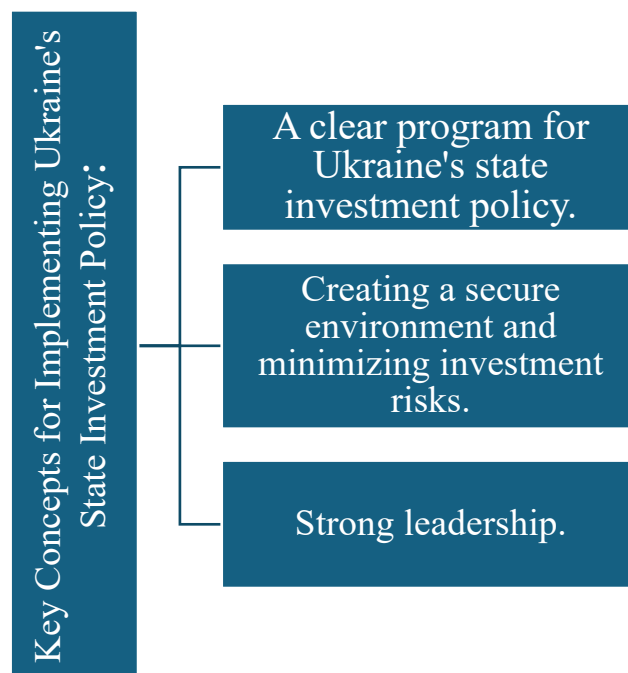 Key Concepts for Implementing Ukraine's
State Investment Policy:
A clear program for
Ukraine's state
investment policy.
Creating a secure
environment and
minimizing investment
risks.
Strong leadership.